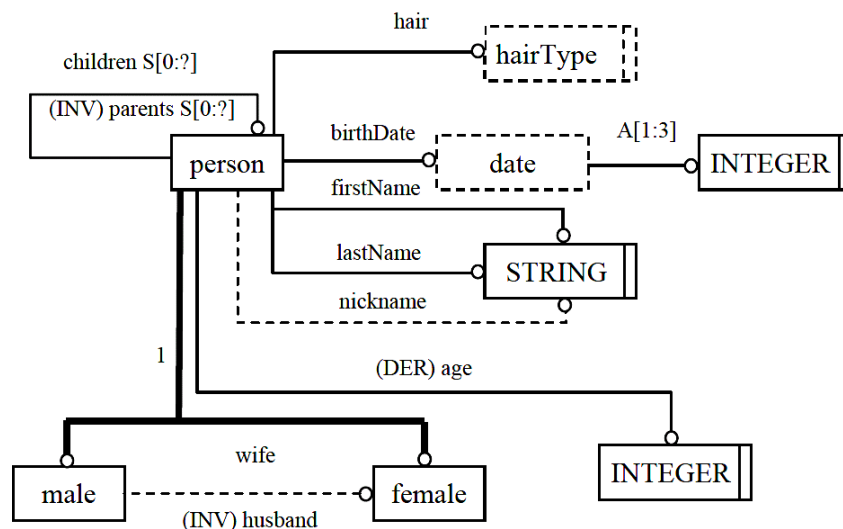 hair
hairType
children S[0:?]
(INV) parents S[0:?]
person
birthDate
date
A[1:3]
INTEGER
firstName
lastName
STRING
nickname
1
(DER) age
wife
male
female
INTEGER
(INV) husband